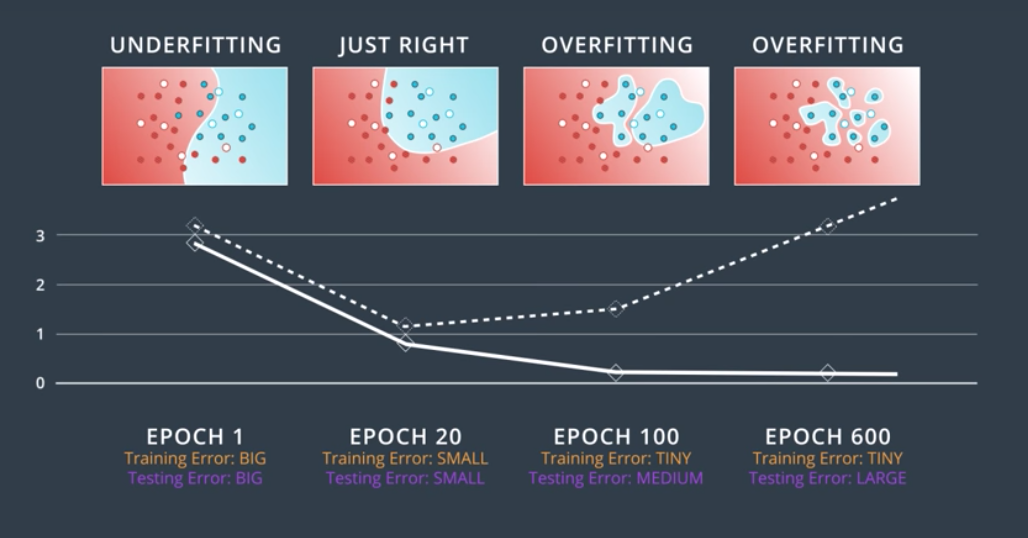 UNDERFITTING
JUST RIGHT
OVERFITTING
OVERFITTING
3
2
1
0
EPOCH 1
Training Error: BIG
Testing Error: BIG
EPOCH 20
Training Error: SMALL
Testing Error: SMALL
EPOCH 100
Training Error: TINY
Testing Error: MEDIUM
EPOCH 600
Training Error: TINY
Testing Error: LARGE